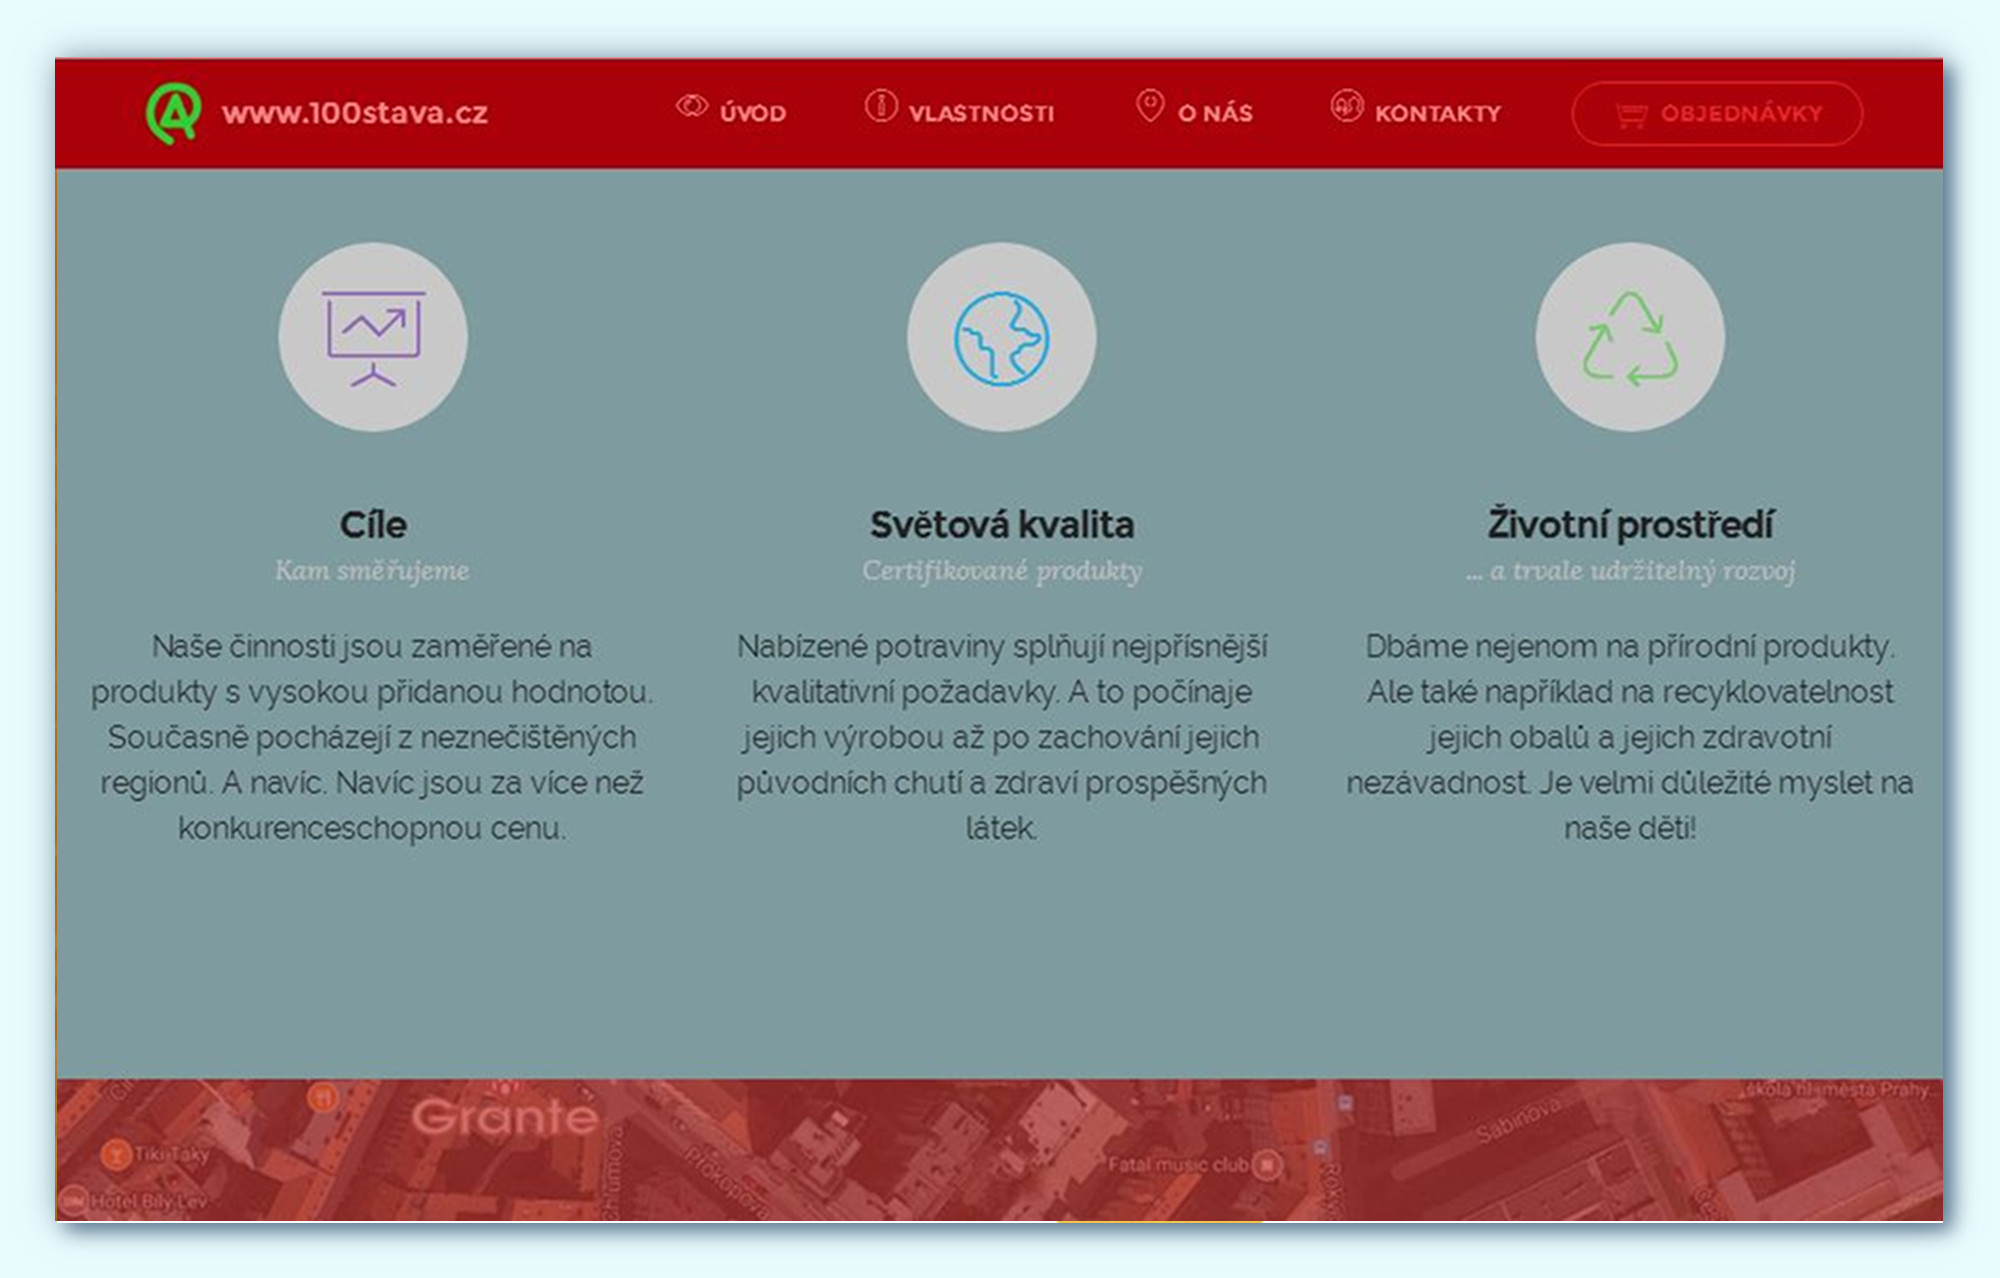 www.100stava.cz
ÚVOD
VLASTNOSTI
O NÁS
KONTAKTY
OBJEDNÁVKY
Cíle
Kam směřujeme
Naše činnosti jsou zaměřené na
produkty s vysokou přidanou hodnotou.
Současně pocházejí z neznečištěných
regionů. A navíc. Navíc jsou za více než
konkurenceschopnou cenu.
Světová kvalita
Certifikované produkty
Nabízené potraviny splňují nejpřísnější
kvalitativní požadavky. A to počínaje
jejich výrobou až po zachování jejich
původních chutí a zdraví prospěšných
látek.
Životní prostředí
... a trvale udržitelný rozvoj
Dbáme nejenom na přírodní produkty.
Ale také například na recyklovatelnost
jejich obalů a jejich zdravotní
nezávadnost. Je velmi důležité myslet na
naše děti!
Grante
Tiki-Taky
Hotel Bílý Lev
Prokopova
Fatal music club
Sabinova
škola hl. města Prahy